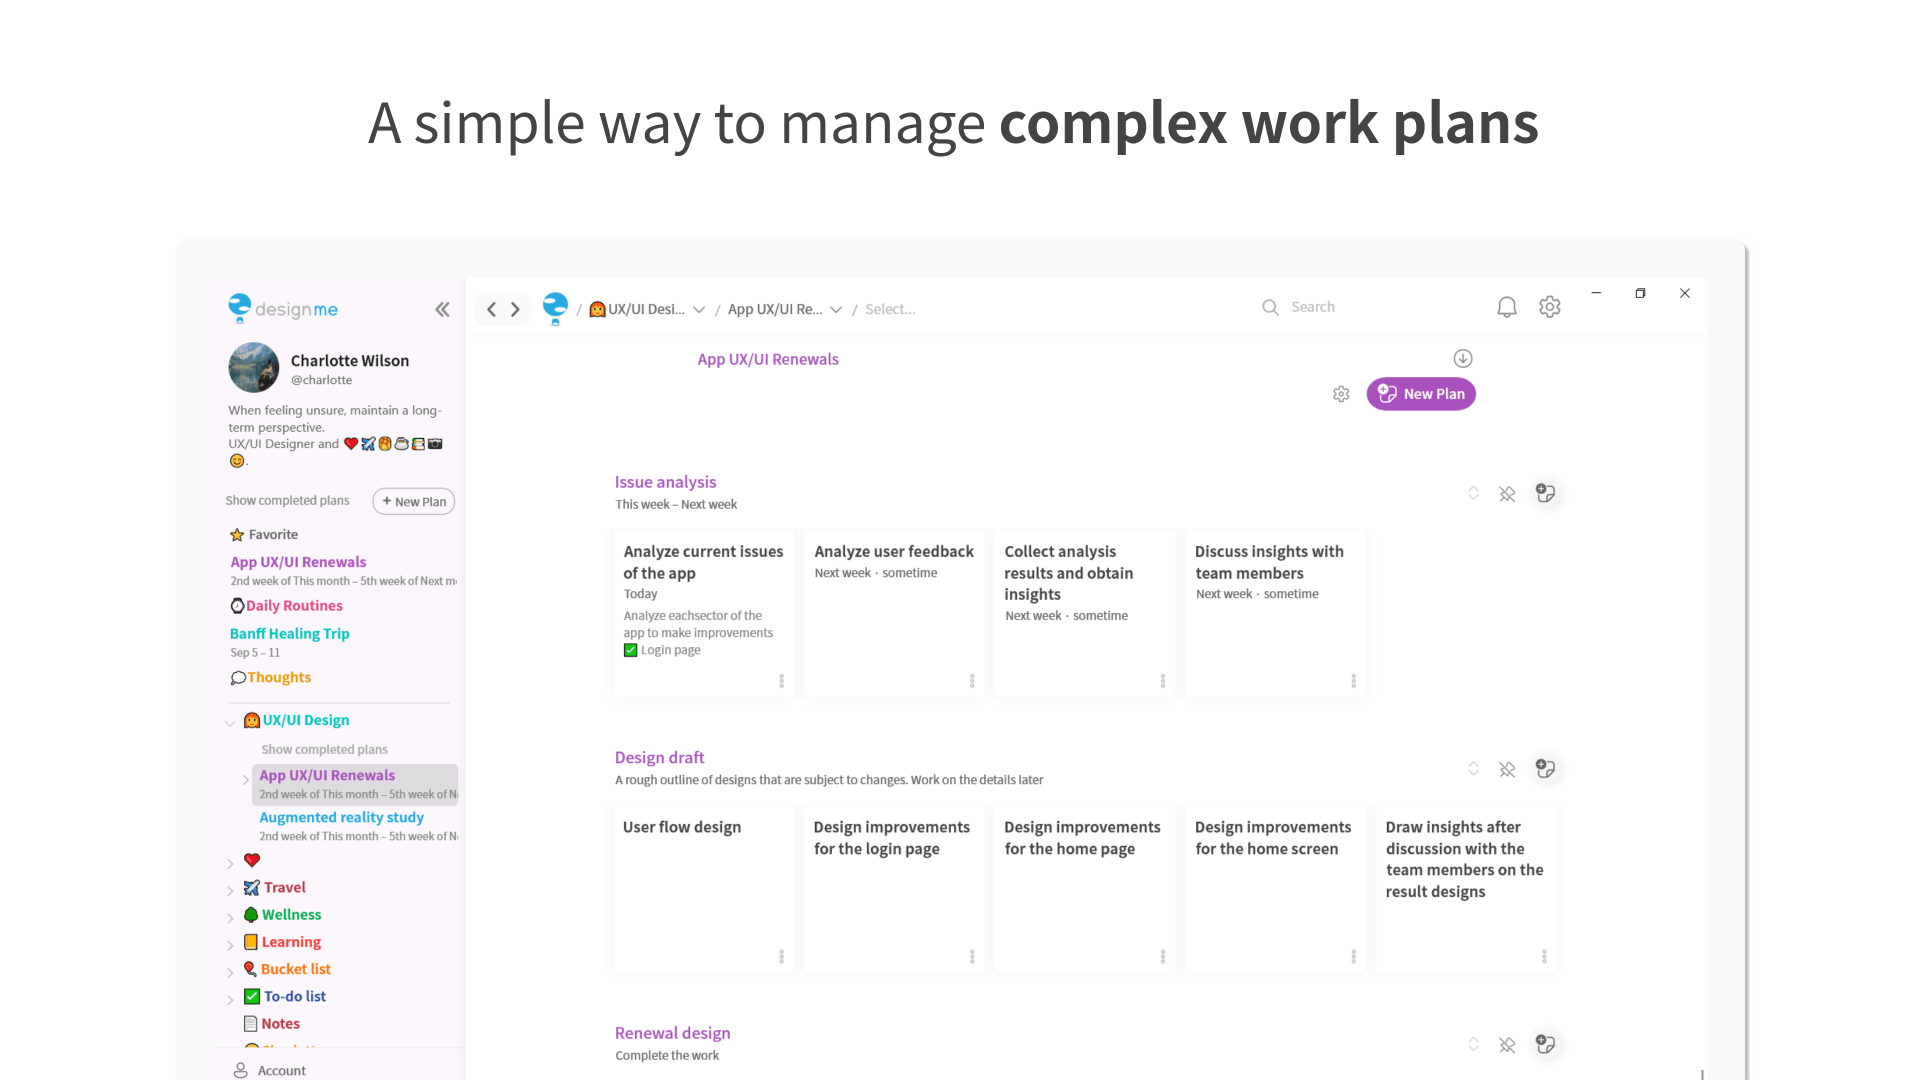 A simple way to manage complex work plans
designme
UX/UI Desi...
App UX/UI Re...
Select...
Search
Charlotte Wilson
@charlotte
When feeling unsure, maintain a long-
term perspective.
UX/UI Designer and
.
Show completed plans
+ New Plan
Favorite
App UX/UI Renewals
2nd week of This month – 5th week of Next m
Daily Routines
Banff Healing Trip
Sep 5 – 11
Thoughts
UX/UI Design
Show completed plans
App UX/UI Renewals
2nd week of This month – 5th week of N
Augmented reality study
2nd week of This month – 5th week of N
Travel
Wellness
Learning
Bucket list
To-do list
Notes
Account
App UX/UI Renewals
New Plan
Issue analysis
This week – Next week
Analyze current issues
of the app
Today
Analyze eachsector of the
app to make improvements
✅ Login page
Analyze user feedback
Next week · sometime
Collect analysis
results and obtain
insights
Next week · sometime
Discuss insights with
team members
Next week · sometime
Design draft
A rough outline of designs that are subject to changes. Work on the details later
User flow design
Design improvements
for the login page
Design improvements
for the home page
Design improvements
for the home screen
Draw insights after
discussion with the
team members on the
result designs
Renewal design
Complete the work